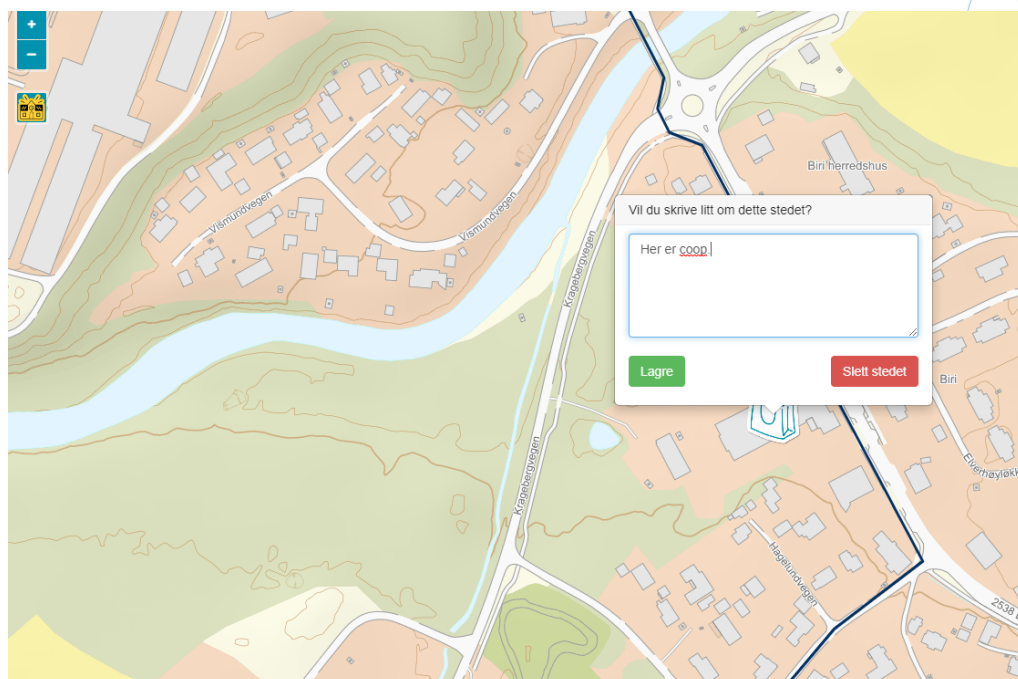 +
−
Biri herredshus
Vismundvegen
Vismundvegen
Kragebergvegen
Vil du skrive litt om dette stedet?
Her er coop.
Lagre
Slett stedet
Biri
Elverhøyløkk
Kragebergvegen
Hagelundvegen
2538